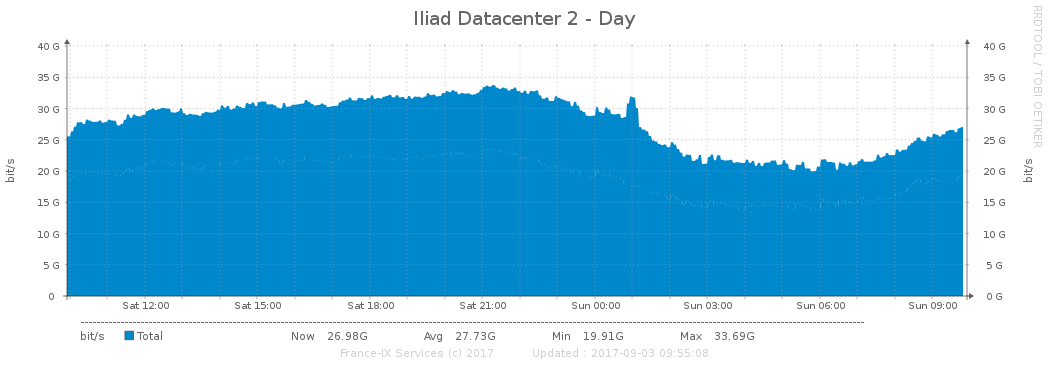 Iliad Datacenter 2 - Day
RRDTOOL / TOBI OETIKER
40 G 40 G
35 G 35 G
30 G 30 G
25 G 25 G
20 G 20 G
15 G 15 G
10 G 10 G
5 G 5 G
0 0 G
bit/s bit/s
Sat 12:00 Sat 15:00 Sat 18:00 Sat 21:00 Sun 00:00 Sun 03:00 Sun 06:00 Sun 09:00
bit/s Total Now 26.98G Avg 27.73G Min 19.91G Max 33.69G
France-IX Services (c) 2017 Updated : 2017-09-03 09:55:08